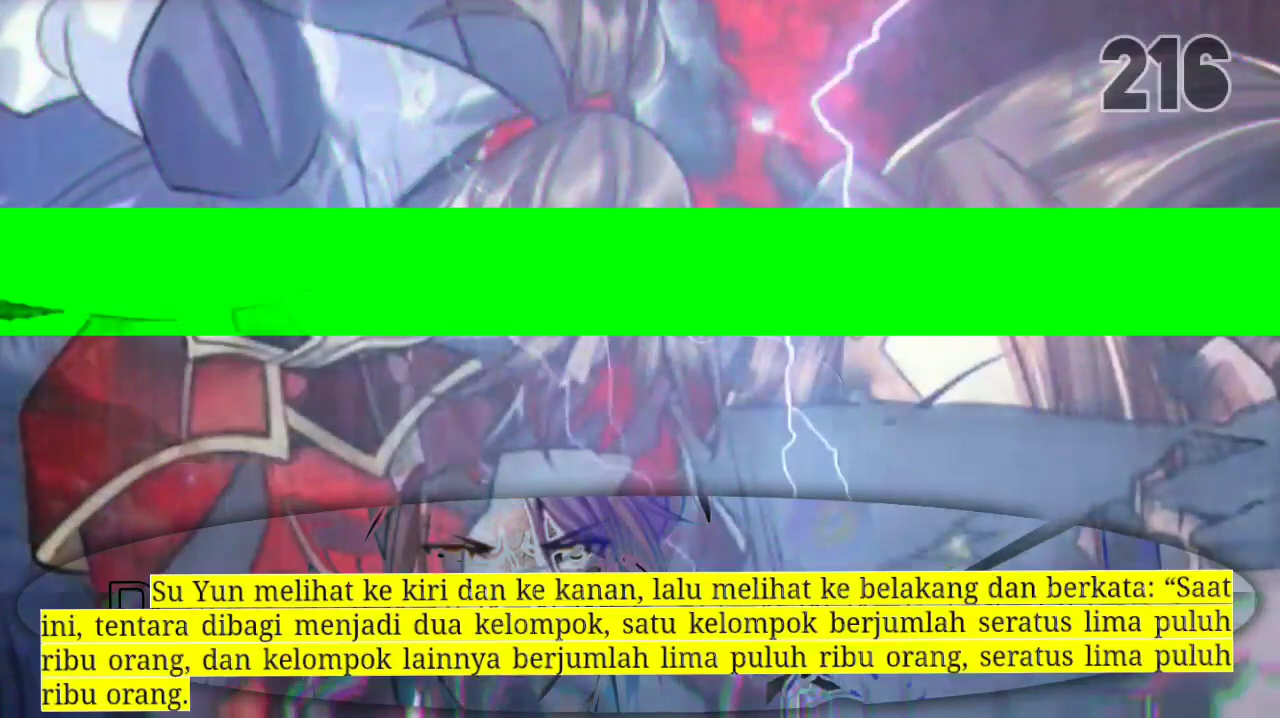 216
Su Yun melihat ke kiri dan ke kanan, lalu melihat ke belakang dan berkata: “Saat
ini, tentara dibagi menjadi dua kelompok, satu kelompok berjumlah seratus lima puluh
ribu orang, dan kelompok lainnya berjumlah lima puluh ribu orang, seratus lima puluh
ribu orang.